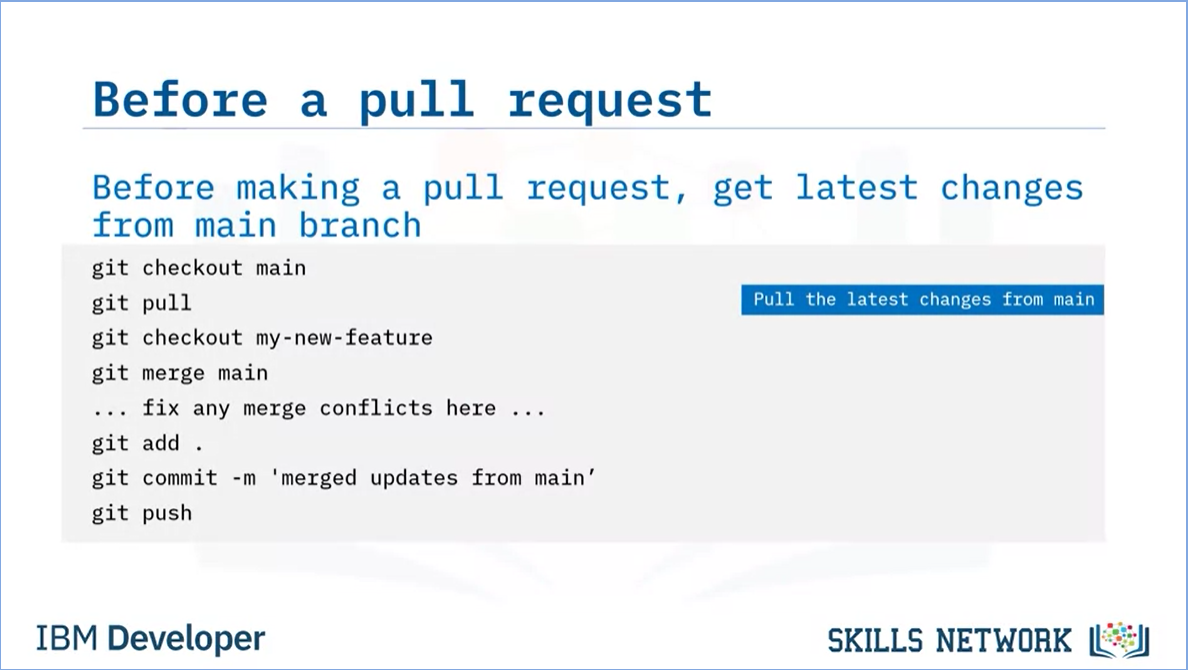 Before a pull request
Before making a pull request, get latest changes
from main branch
git checkout main
git pull
Pull the latest changes from main
git checkout my-new-feature
git merge main
... fix any merge conflicts here ...
git add .
git commit -m 'merged updates from main’
git push
IBM Developer
SKILLS NETWORK